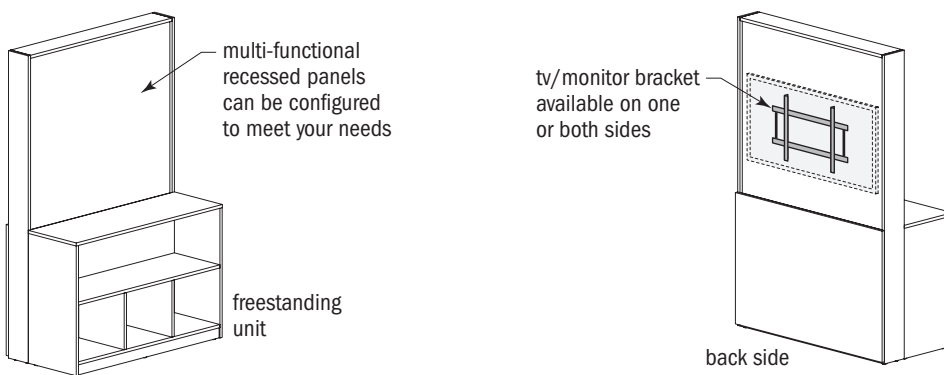 multi-functional
recessed panels
can be configured
to meet your needs
freestanding
unit
tv/monitor bracket
available on one
or both sides
back side